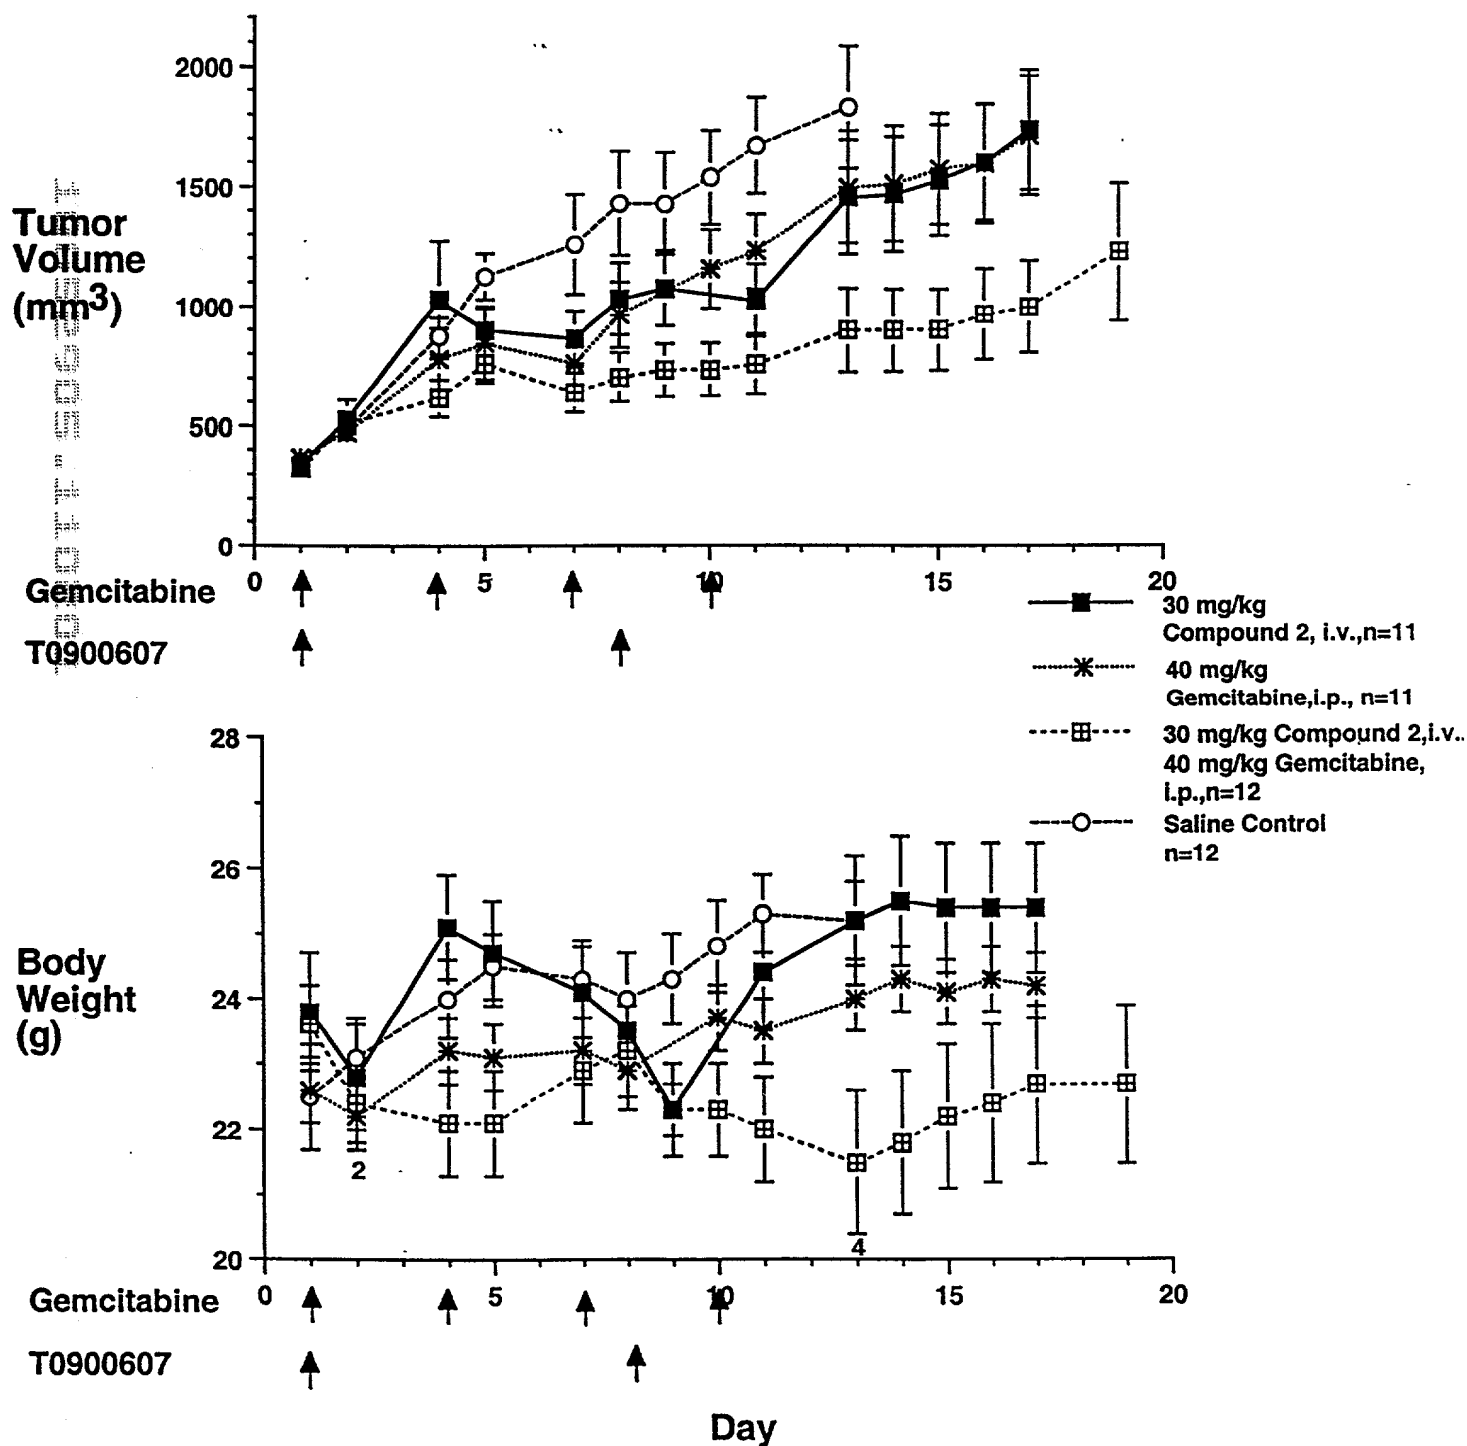 2000
1500
1000
500
0
Tumor
Volume
(mm3)
0 5 10 15 20
Gemcitabine
T0900607
30 mg/kg
Compound 2, i.v.,n=11
40 mg/kg
Gemcitabine,i.p., n=11
30 mg/kg Compound 2,i.v..
40 mg/kg Gemcitabine,
i.p.,n=12
Saline Control
n=12
28
26
24
22
20
Body
Weight
(g)
2
4
0 5 10 15 20
Gemcitabine
T0900607
Day